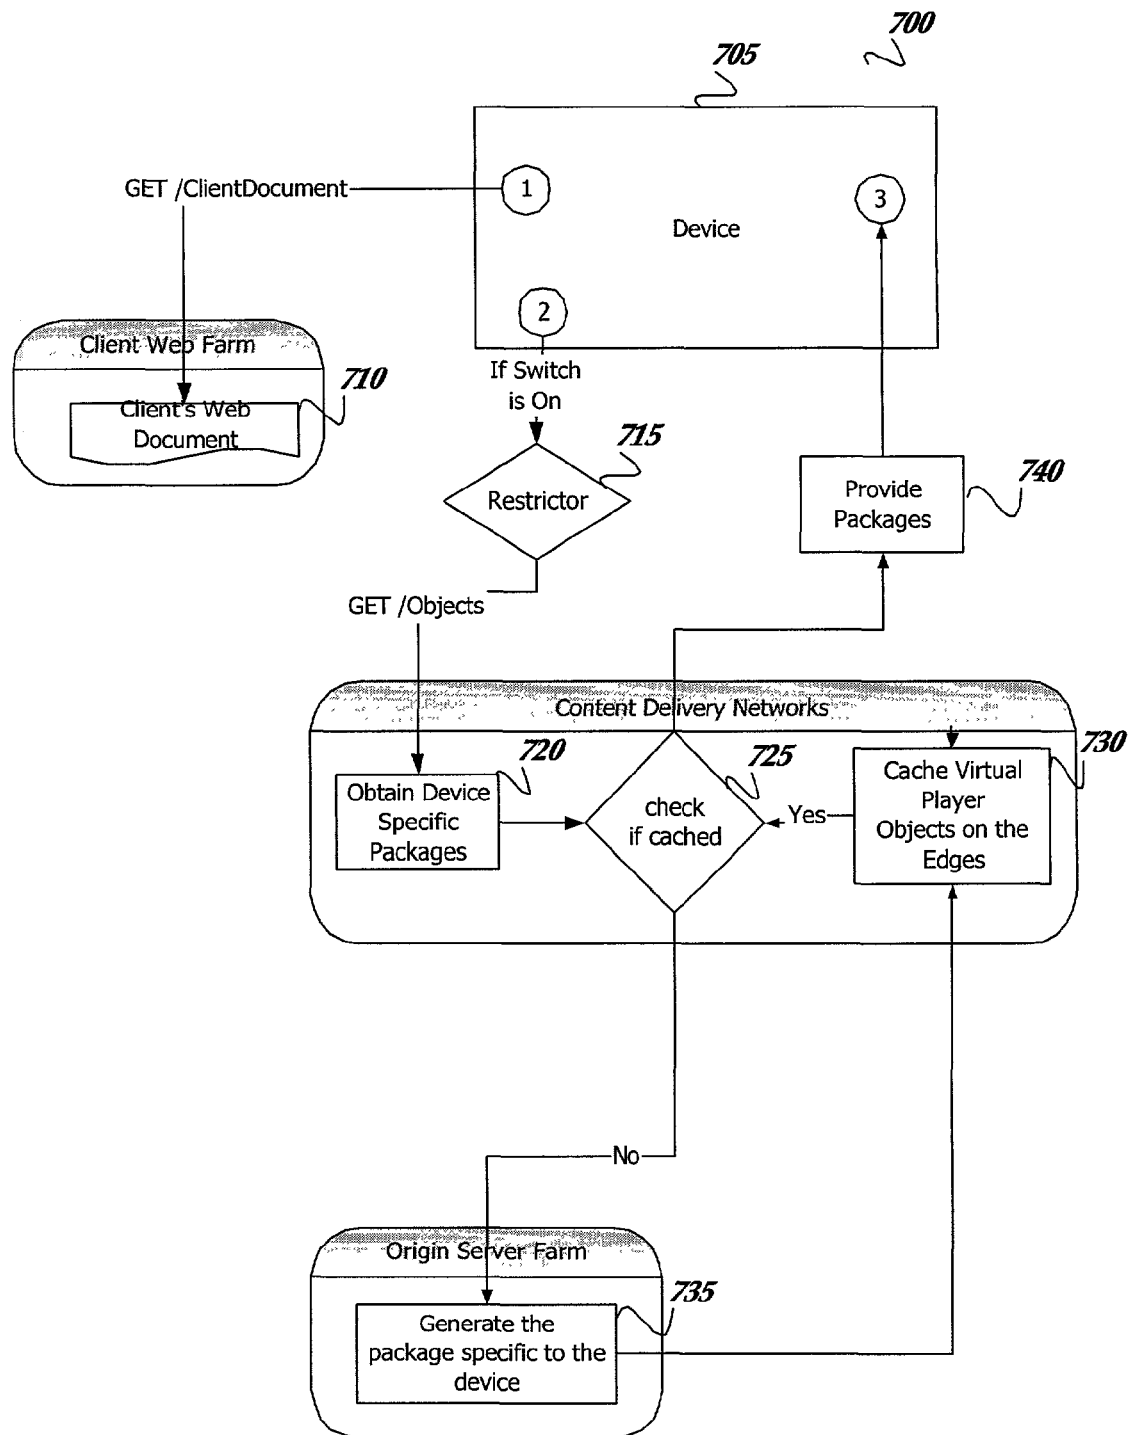 700
705
GET /ClientDocument
1
3
Device
2
Client Web Farm
710
Client's Web
Document
If Switch
is On
715
Restrictor
740
Provide
Packages
GET /Objects
Content Delivery Networks
720
725
730
Obtain Device
Specific
Packages
check
if cached
Yes
Cache Virtual
Player
Objects on the
Edges
No
Origin Server Farm
735
Generate the
package specific to the
device